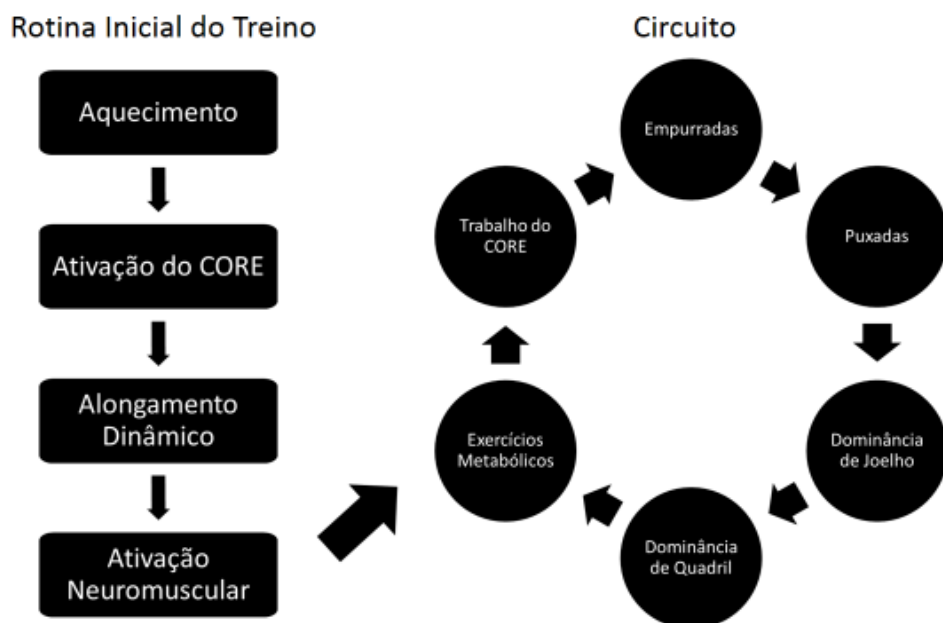 Rotina Inicial do Treino
Aquecimento
Ativação do CORE
Alongamento
Dinâmico
Ativação
Neuromuscular
Circuito
Empurradas
Puxadas
Dominância
de Joelho
Dominância
de Quadril
Exercícios
Metabólicos
Trabalho do
CORE